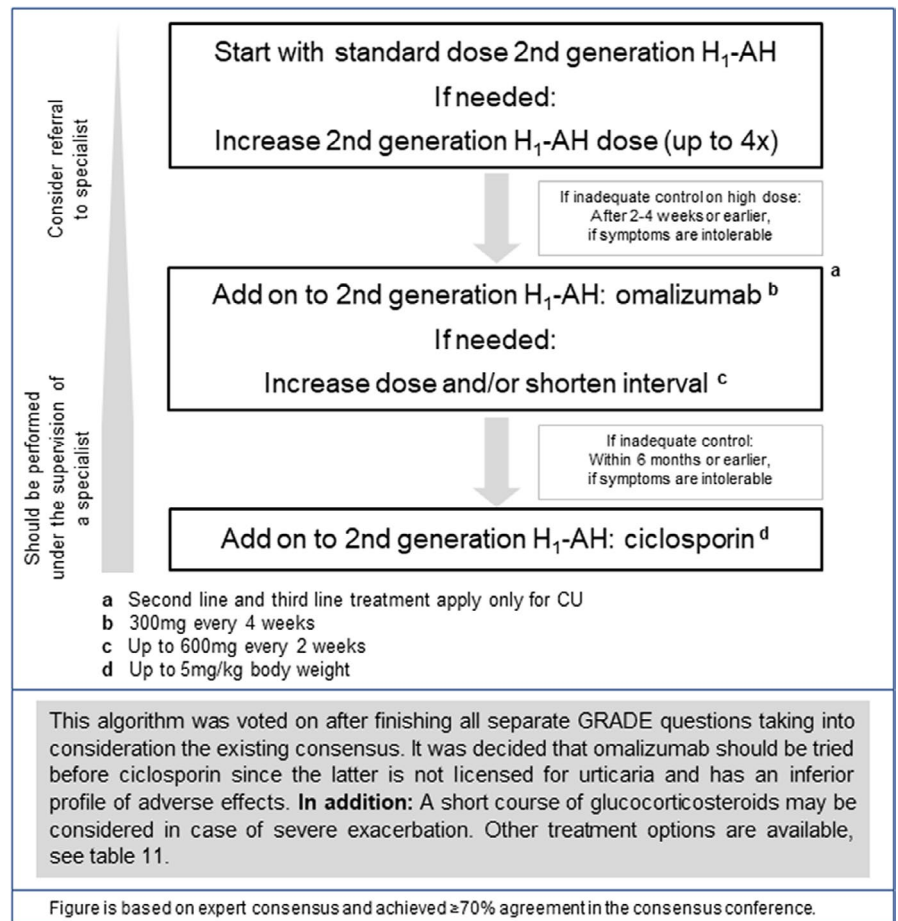 Start with standard dose 2nd generation H₁-AH
If needed:
Increase 2nd generation H₁-AH dose (up to 4x)
Consider referral
to specialist
If inadequate control on high dose:
After 2-4 weeks or earlier,
if symptoms are intolerable
a
Add on to 2nd generation H₁-AH: omalizumab b
If needed:
Increase dose and/or shorten interval c
Should be performed
under the supervision of
a specialist
If inadequate control:
Within 6 months or earlier,
if symptoms are intolerable
Add on to 2nd generation H₁-AH: ciclosporin d
a Second line and third line treatment apply only for CU
b 300mg every 4 weeks
c Up to 600mg every 2 weeks
d Up to 5mg/kg body weight
This algorithm was voted on after finishing all separate GRADE questions taking into
consideration the existing consensus. It was decided that omalizumab should be tried
before ciclosporin since the latter is not licensed for urticaria and has an inferior
profile of adverse effects. In addition: A short course of glucocorticosteroids may be
considered in case of severe exacerbation. Other treatment options are available,
see table 11.
Figure is based on expert consensus and achieved ≥70% agreement in the consensus conference.